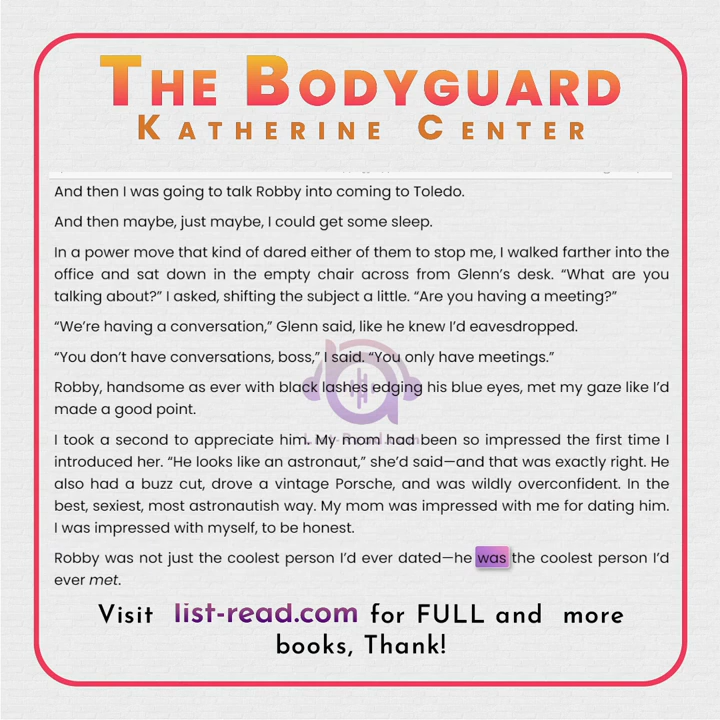 THE BODYGUARD
KATHERINE CENTER
And then I was going to talk Robby into coming to Toledo.
And then maybe, just maybe, I could get some sleep.
In a power move that kind of dared either of them to stop me, I walked farther into the
office and sat down in the empty chair across from Glenn’s desk. “What are you
talking about?” I asked, shifting the subject a little. “Are you having a meeting?”
“We’re having a conversation,” Glenn said, like he knew I’d eavesdropped.
“You don’t have conversations, boss,” I said. “You only have meetings.”
Robby, handsome as ever with black lashes edging his blue eyes, met my gaze like I’d
made a good point.
I took a second to appreciate him. My mom had been so impressed the first time I
introduced her. “He looks like an astronaut,” she’d said—and that was exactly right. He
also had a buzz cut, drove a vintage Porsche, and was wildly overconfident. In the
best, sexiest, most astronautish way. My mom was impressed with me for dating him.
I was impressed with myself, to be honest.
Robby was not just the coolest person I’d ever dated—he was the coolest person I’d
ever met.
Visit list-read.com for FULL and more
books, Thank!